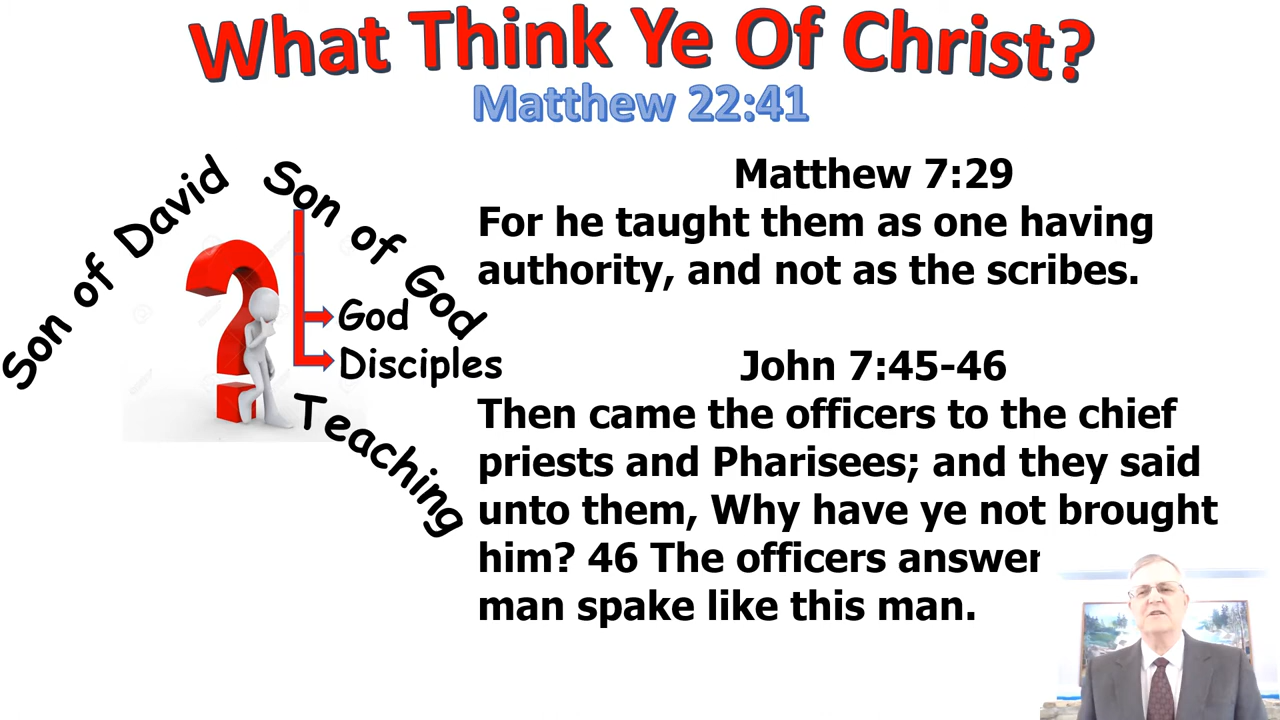 What Think Ye Of Christ?
Matthew 22:41
Son of David
Son of God
God
Disciples
Teaching
Matthew 7:29
For he taught them as one having
authority, and not as the scribes.
John 7:45-46
Then came the officers to the chief
priests and Pharisees; and they said
unto them, Why have ye not brought
him? 46 The officers answer
man spake like this man.